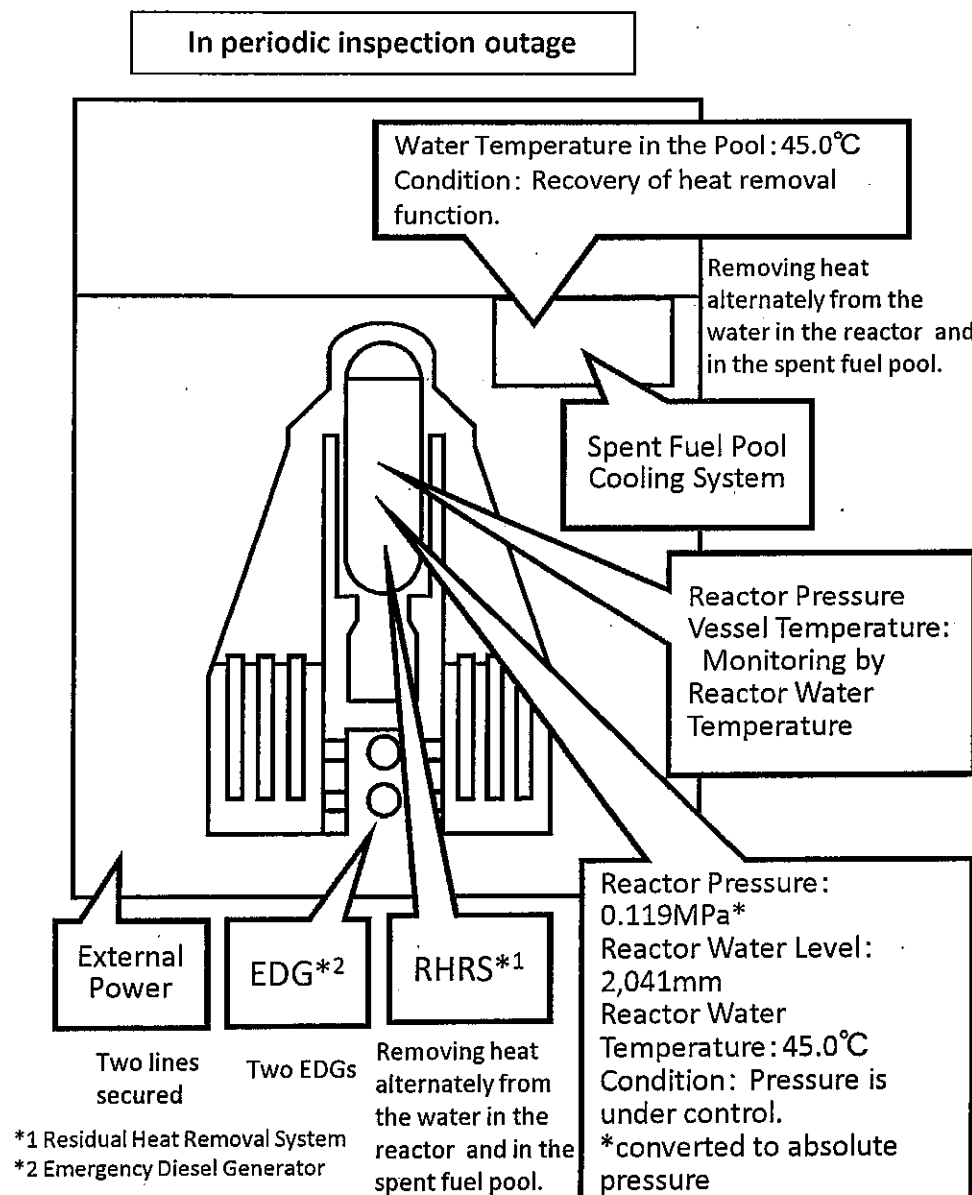 In periodic inspection outage
Water Temperature in the Pool: 45.0℃
Condition: Recovery of heat removal
function.
Removing heat
alternately from the
water in the reactor and
in the spent fuel pool.
Spent Fuel Pool
Cooling System
Reactor Pressure
Vessel Temperature:
Monitoring by
Reactor Water
Temperature
Reactor Pressure:
0.119MPa*
Reactor Water Level:
2,041mm
Reactor Water
Temperature: 45.0℃
Condition: Pressure is
under control.
*converted to absolute
pressure
External
Power
EDG*2
RHRS*1
Two lines
secured
Two EDGs
Removing heat
alternately from
the water in the
reactor and in the
spent fuel pool.
*1 Residual Heat Removal System
*2 Emergency Diesel Generator